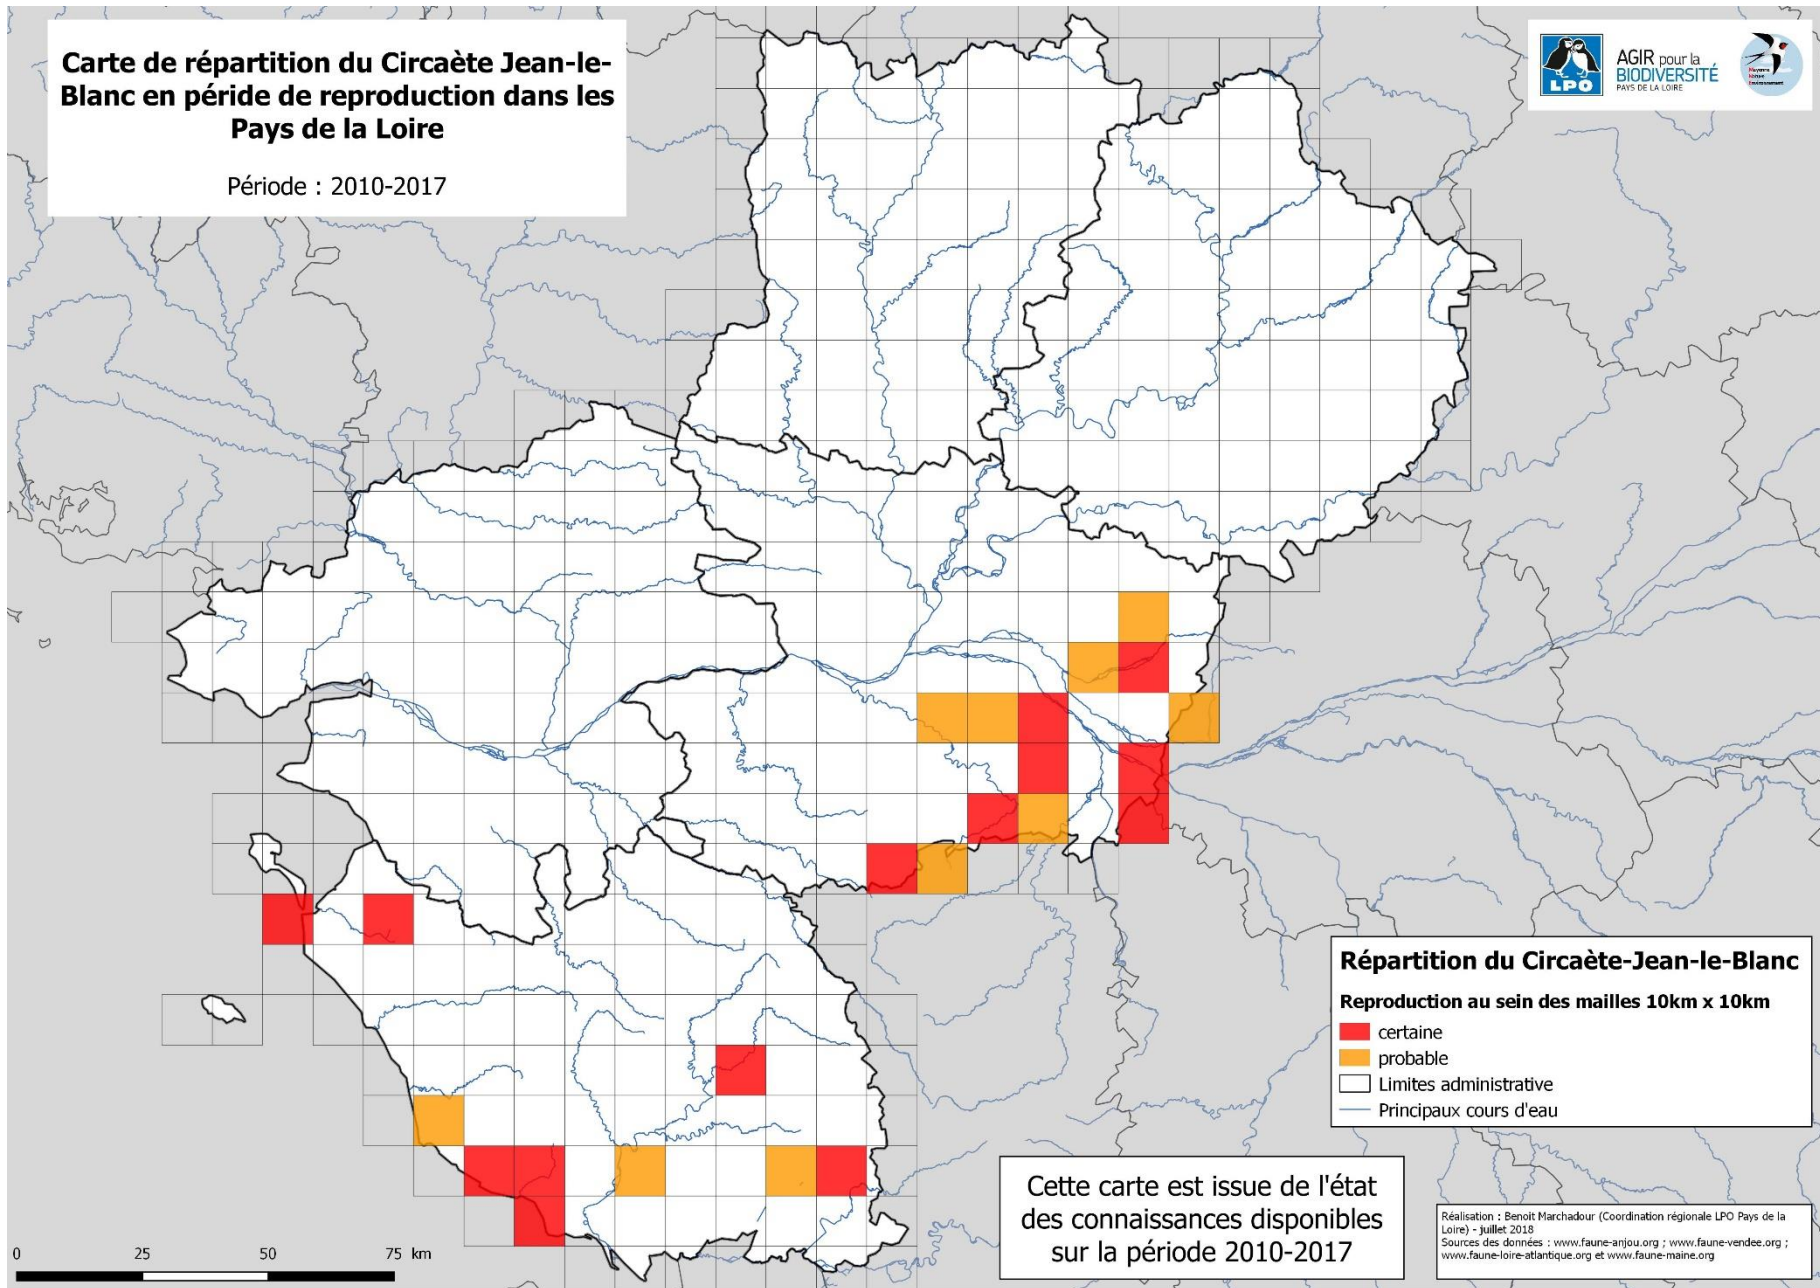 Carte de répartition du Circaète Jean-le-
Blanc en péride de reproduction dans les
Pays de la Loire
Période : 2010-2017
LPO
AGIR pour la
BIODIVERSITÉ
PAYS DE LA LOIRE
Mayenne
Nature
Environnement
Répartition du Circaète-Jean-le-Blanc
Reproduction au sein des mailles 10km x 10km
certaine
probable
Limites administrative
Principaux cours d'eau
Cette carte est issue de l'état
des connaissances disponibles
sur la période 2010-2017
Réalisation : Benoit Marchadour (Coordination régionale LPO Pays de la
Loire) - juillet 2018
Sources des données : www.faune-anjou.org ; www.faune-vendee.org ;
www.faune-loire-atlantique.org et www.faune-maine.org
0 25 50 75 km